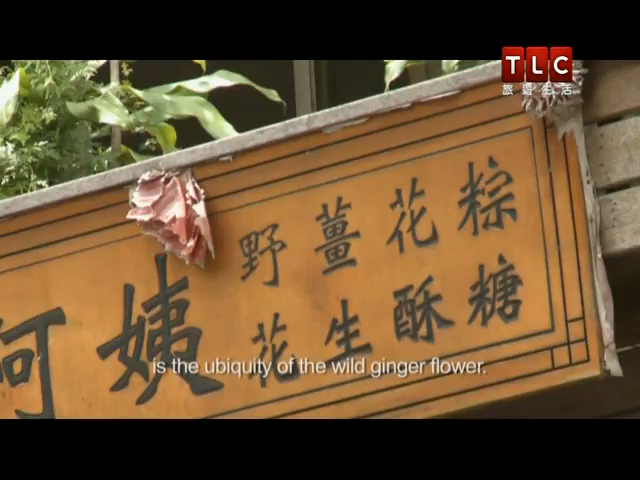 TLC
旅遊生活
野薑花粽
阿姨
花生酥糖
is the ubiquity of the wild ginger flower.